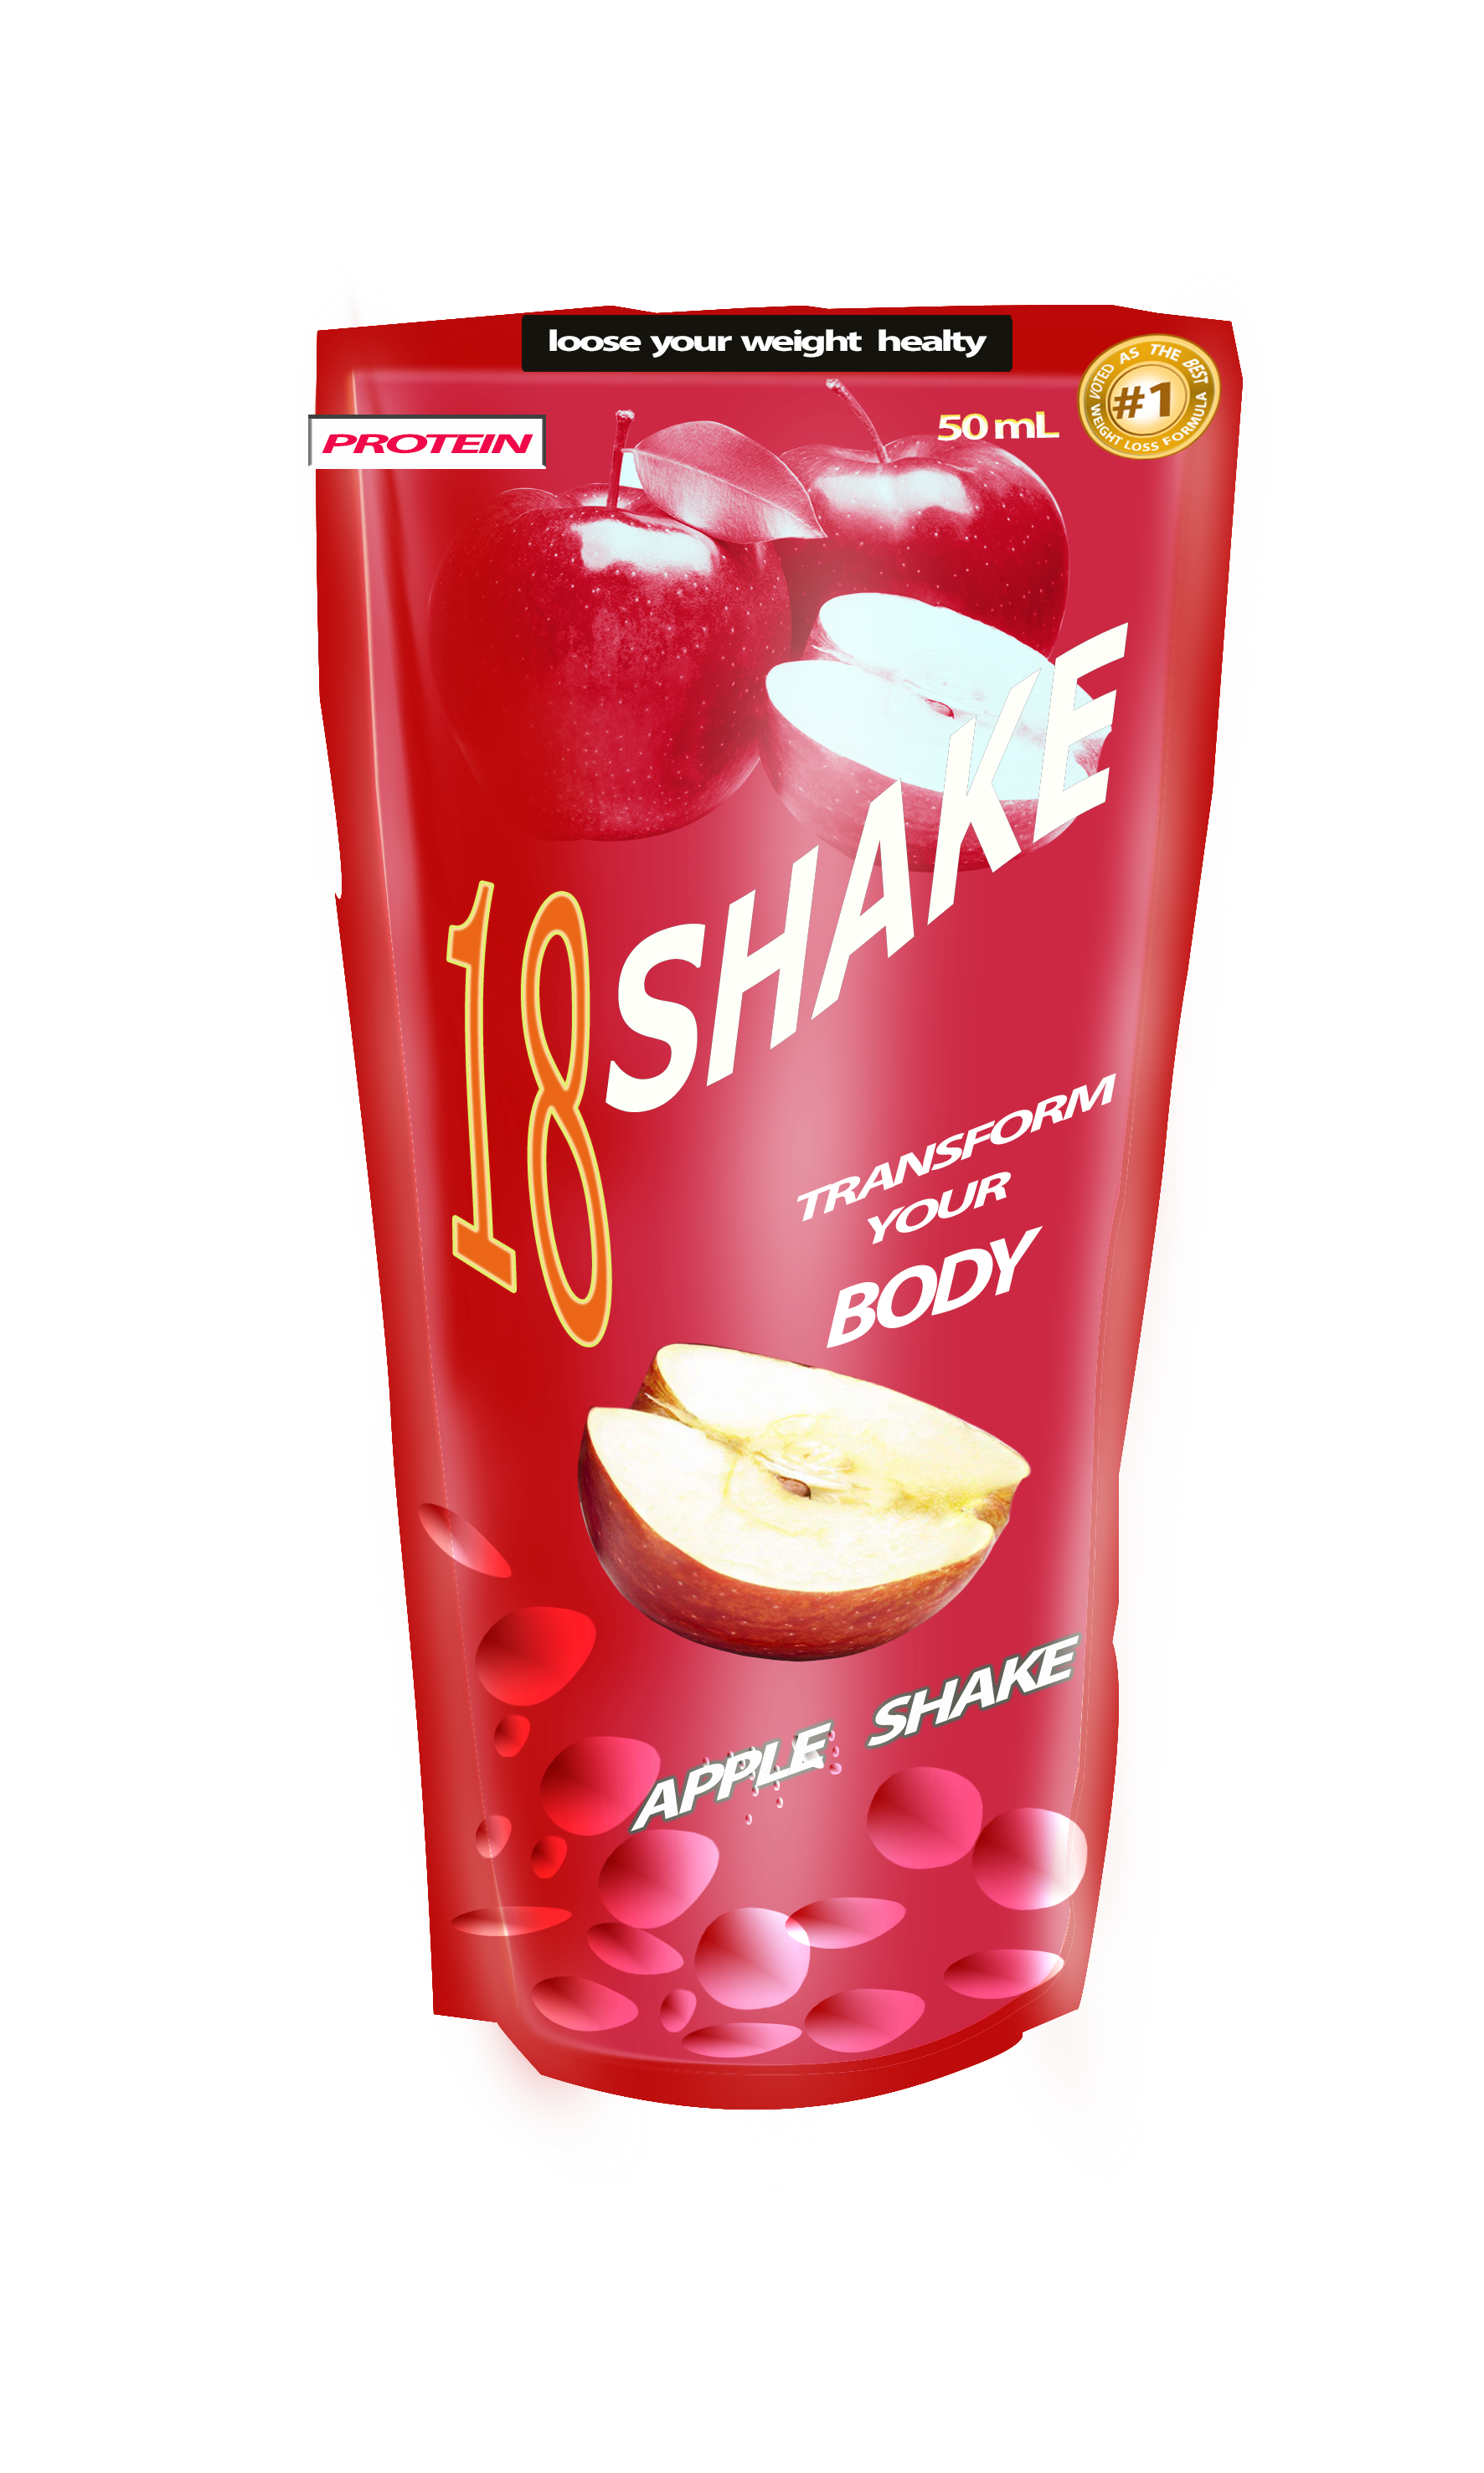 loose your weight healty
VOTED AS THE BEST
#1
WEIGHT LOSS FORMULA
50 mL
PROTEIN
18 SHAKE
TRANSFORM
YOUR
BODY
APPLE SHAKE